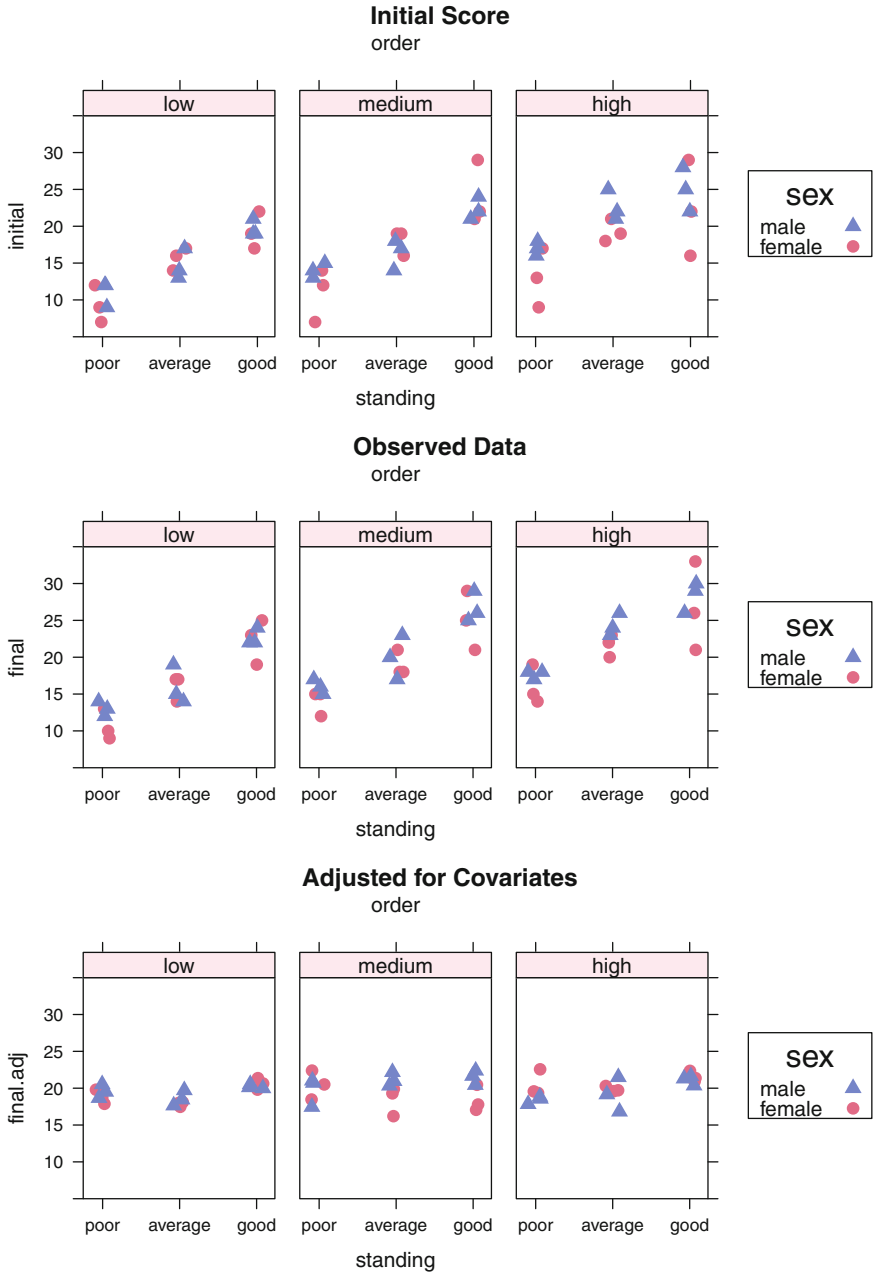 Initial Score
order
low medium high
30
25
20
15
10
initial
poor average good poor average good poor average good
standing
sex
male
female
Observed Data
order
low medium high
30
25
20
15
10
final
poor average good poor average good poor average good
standing
sex
male
female
Adjusted for Covariates
order
low medium high
30
25
20
15
10
final.adj
poor average good poor average good poor average good
standing
sex
male
female